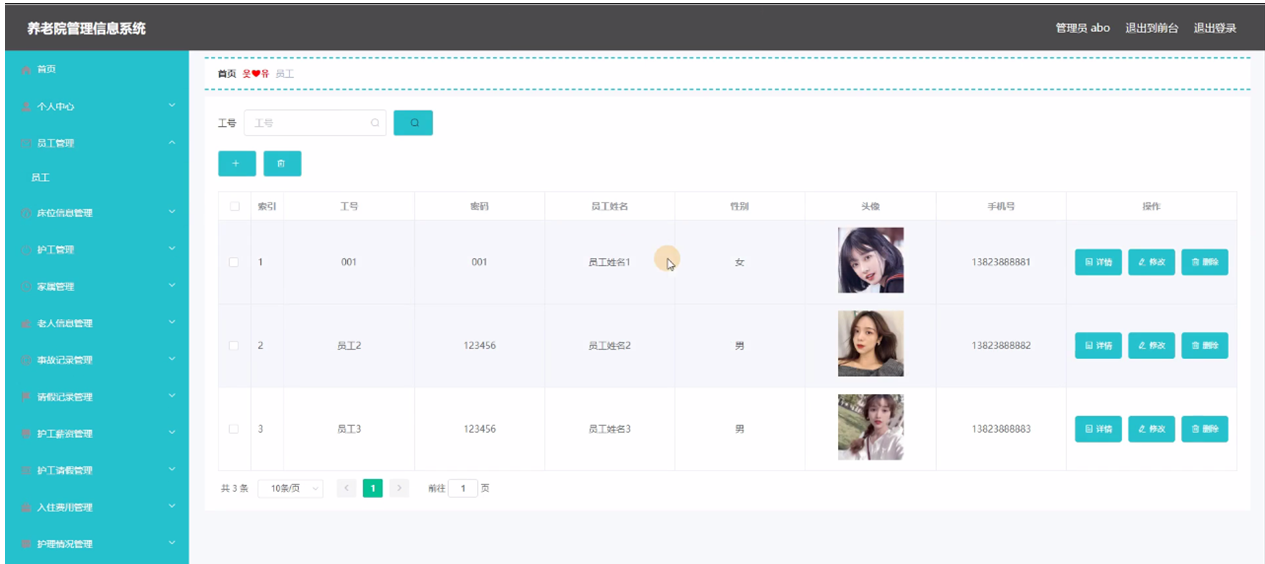 养老院管理信息系统
管理员 abo 退出到前台 退出登录
首页
个人中心
员工管理
员工
床位信息管理
护工管理
家属管理
老人信息管理
事故记录管理
请假记录管理
护工薪资管理
护工请假管理
入住费用管理
护理情况管理
首页 웃❤유 员工
工号 工号
索引 工号 密码 员工姓名 性别 头像 手机号 操作
1 001 001 员工姓名1 女 13823888881 详情 修改 删除
2 员工2 123456 员工姓名2 男 13823888882 详情 修改 删除
3 员工3 123456 员工姓名3 男 13823888883 详情 修改 删除
共 3 条 10条/页 < 1 > 前往 1 页